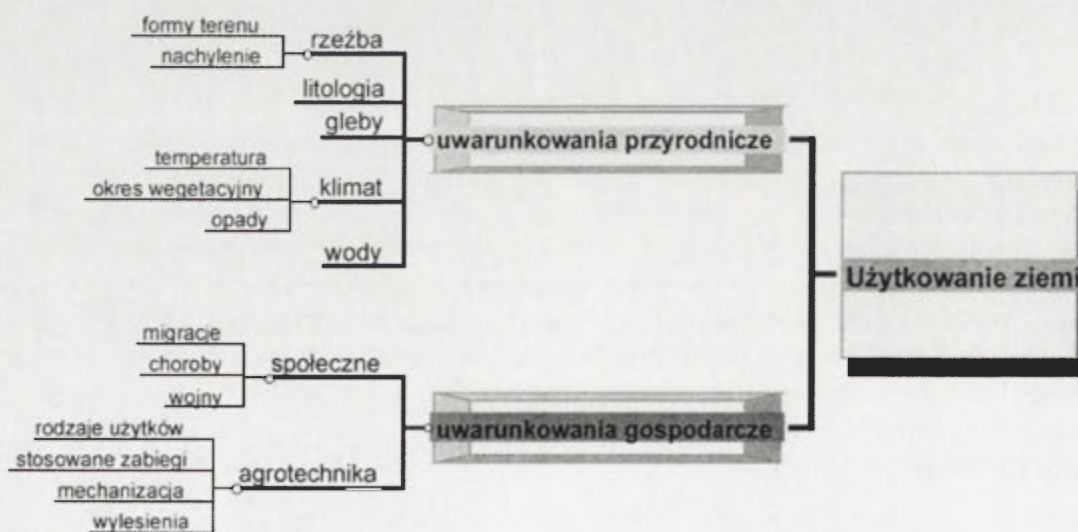 formy terenu
nachylenie
rzeźba
litologia
gleby
temperatura
okres wegetacyjny
opady
klimat
wody
uwarunkowania przyrodnicze
Użytkowanie ziemi
migracje
choroby
wojny
społeczne
rodzaje użytków
stosowane zabiegi
mechanizacja
wylesienia
agrotechnika
uwarunkowania gospodarcze